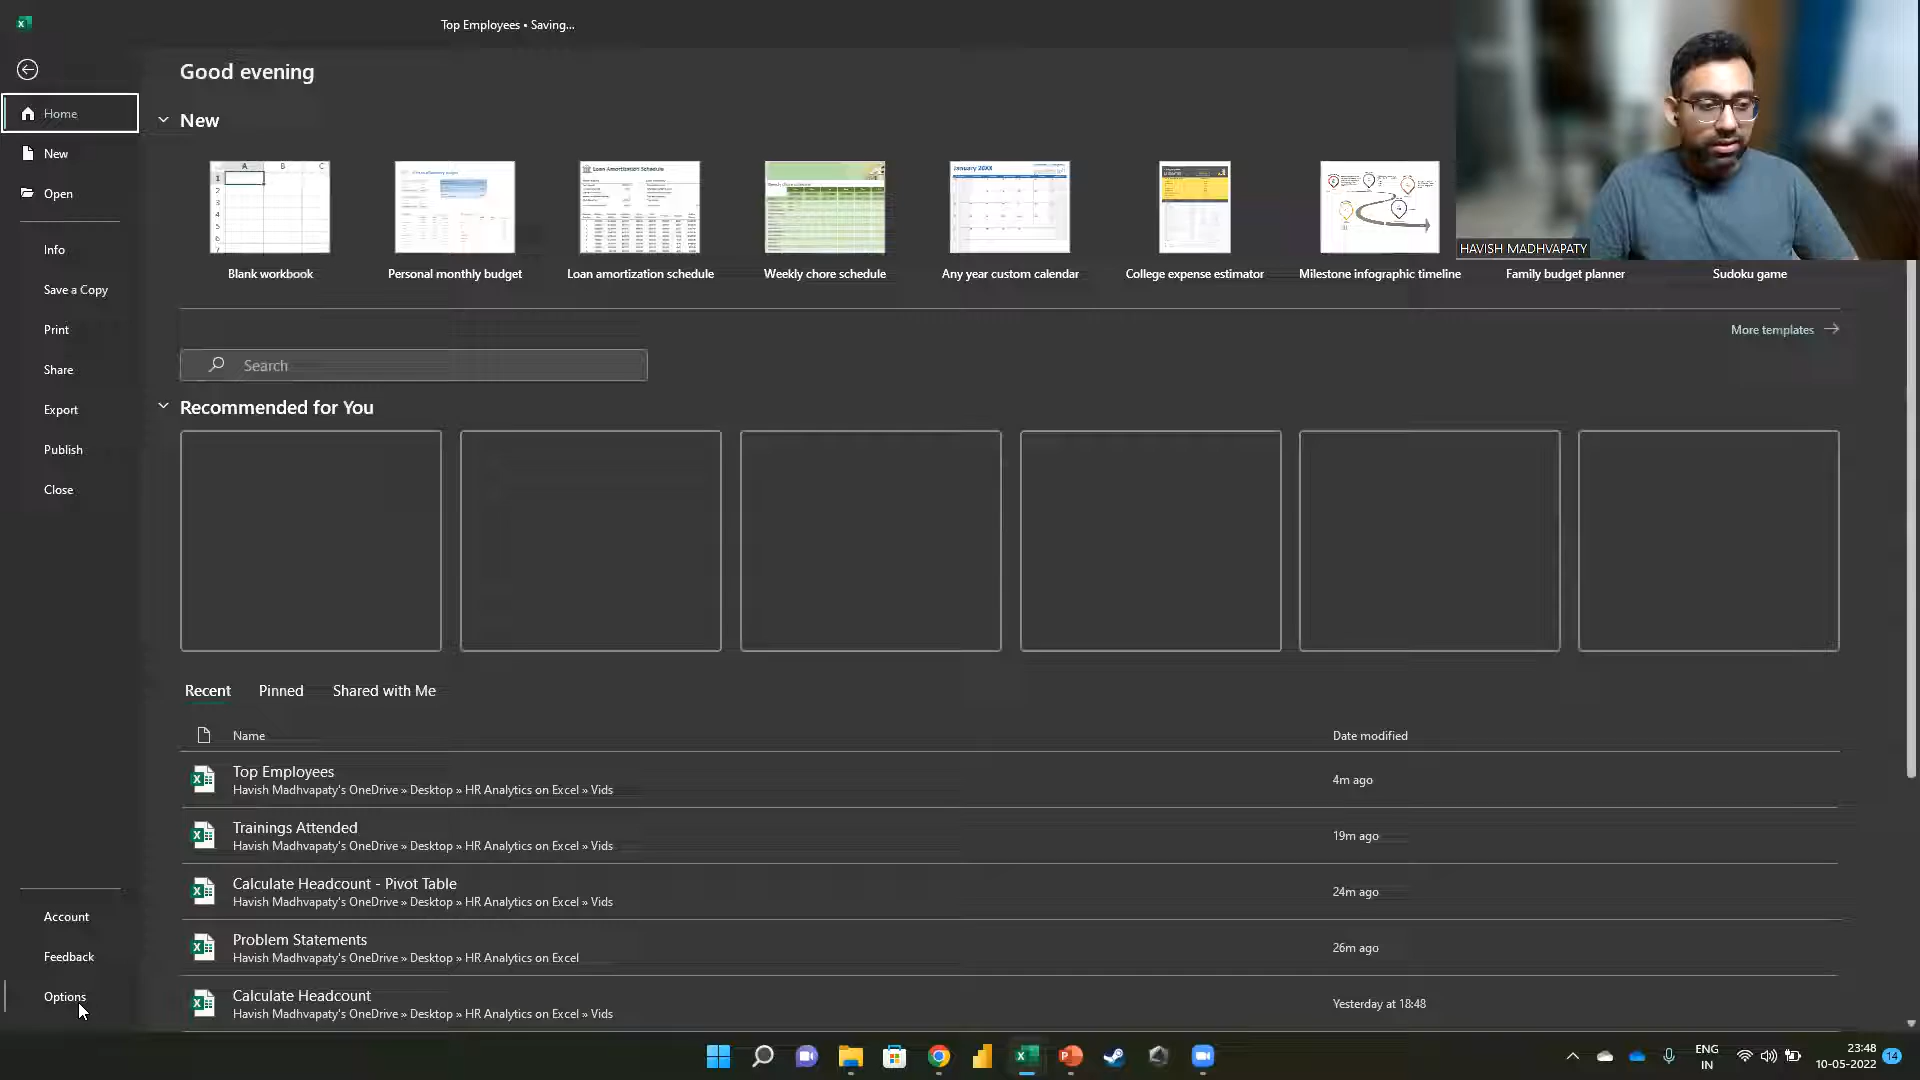 Top Employees • Saving...
Good evening
Home
New
New
Open
Blank workbook
Personal monthly budget
Loan amortization schedule
Weekly chore schedule
Any year custom calendar
College expense estimator
Milestone infographic timeline
Family budget planner
Sudoku game
HAVISH MADHVAPATY
Info
Save a Copy
Print
Share
Export
Publish
Close
More templates
Search
Recommended for You
Recent Pinned Shared with Me
Name Date modified
Top Employees
Havish Madhvapaty's OneDrive » Desktop » HR Analytics on Excel » Vids
4m ago
Trainings Attended
Havish Madhvapaty's OneDrive » Desktop » HR Analytics on Excel » Vids
19m ago
Calculate Headcount - Pivot Table
Havish Madhvapaty's OneDrive » Desktop » HR Analytics on Excel » Vids
24m ago
Problem Statements
Havish Madhvapaty's OneDrive » Desktop » HR Analytics on Excel
26m ago
Calculate Headcount
Havish Madhvapaty's OneDrive » Desktop » HR Analytics on Excel » Vids
Yesterday at 18:48
Account
Feedback
Options
ENG
IN
23:48
10-05-2022
14